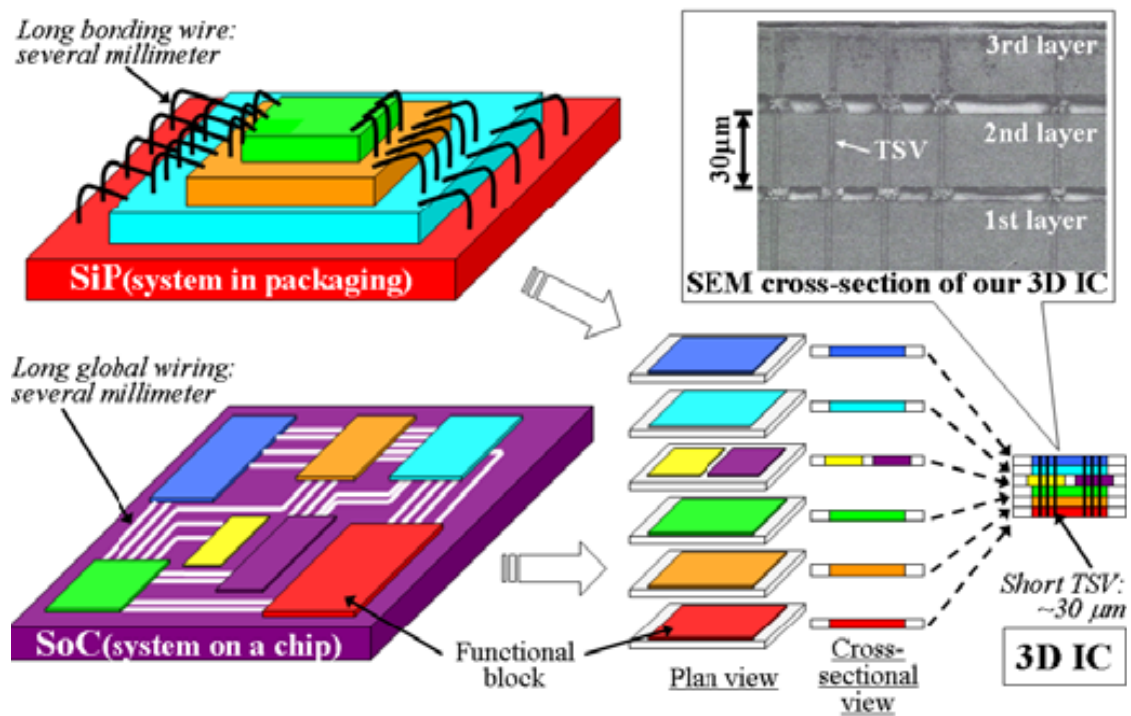 Long bonding wire:
several millimeter
SiP(system in packaging)
3rd layer
2nd layer
1st layer
TSV
30μm
SEM cross-section of our 3D IC
Long global wiring:
several millimeter
SoC(system on a chip)
Functional
block
Plan view
Cross-
sectional
view
Short TSV:
~30 μm
3D IC